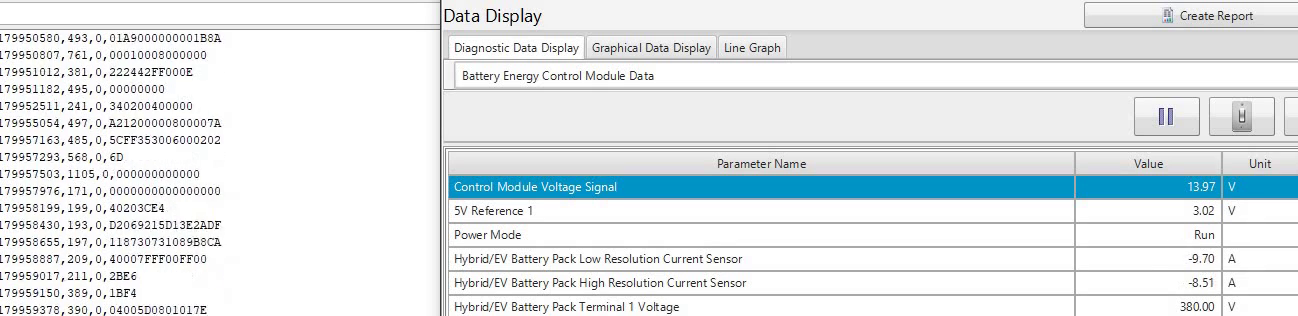 179950580,493,0,01A9000000001B8A
179950807,761,0,00010008000000
179951012,381,0,222442FF000E
179951182,495,0,00000000
179952511,241,0,340200400000
179955054,497,0,A21200000800007A
179957163,485,0,5CFF353006000202
179957293,568,0,6D
179957503,1105,0,000000000000
179957976,171,0,00000000000000
179958199,199,0,40203CE4
179958430,193,0,D2069215D13E2ADF
179958655,197,0,118730731089B8CA
179958887,209,0,40007FFF00FF00
179959017,211,0,2BE6
179959150,389,0,1BF4
179959378,390,0,04005D0801017E
Data Display
Create Report
Diagnostic Data Display Graphical Data Display Line Graph
Battery Energy Control Module Data
Parameter Name Value Unit
Control Module Voltage Signal 13.97 V
5V Reference 1 3.02 V
Power Mode Run
Hybrid/EV Battery Pack Low Resolution Current Sensor -9.70 A
Hybrid/EV Battery Pack High Resolution Current Sensor -8.51 A
Hybrid/EV Battery Pack Terminal 1 Voltage 380.00 V